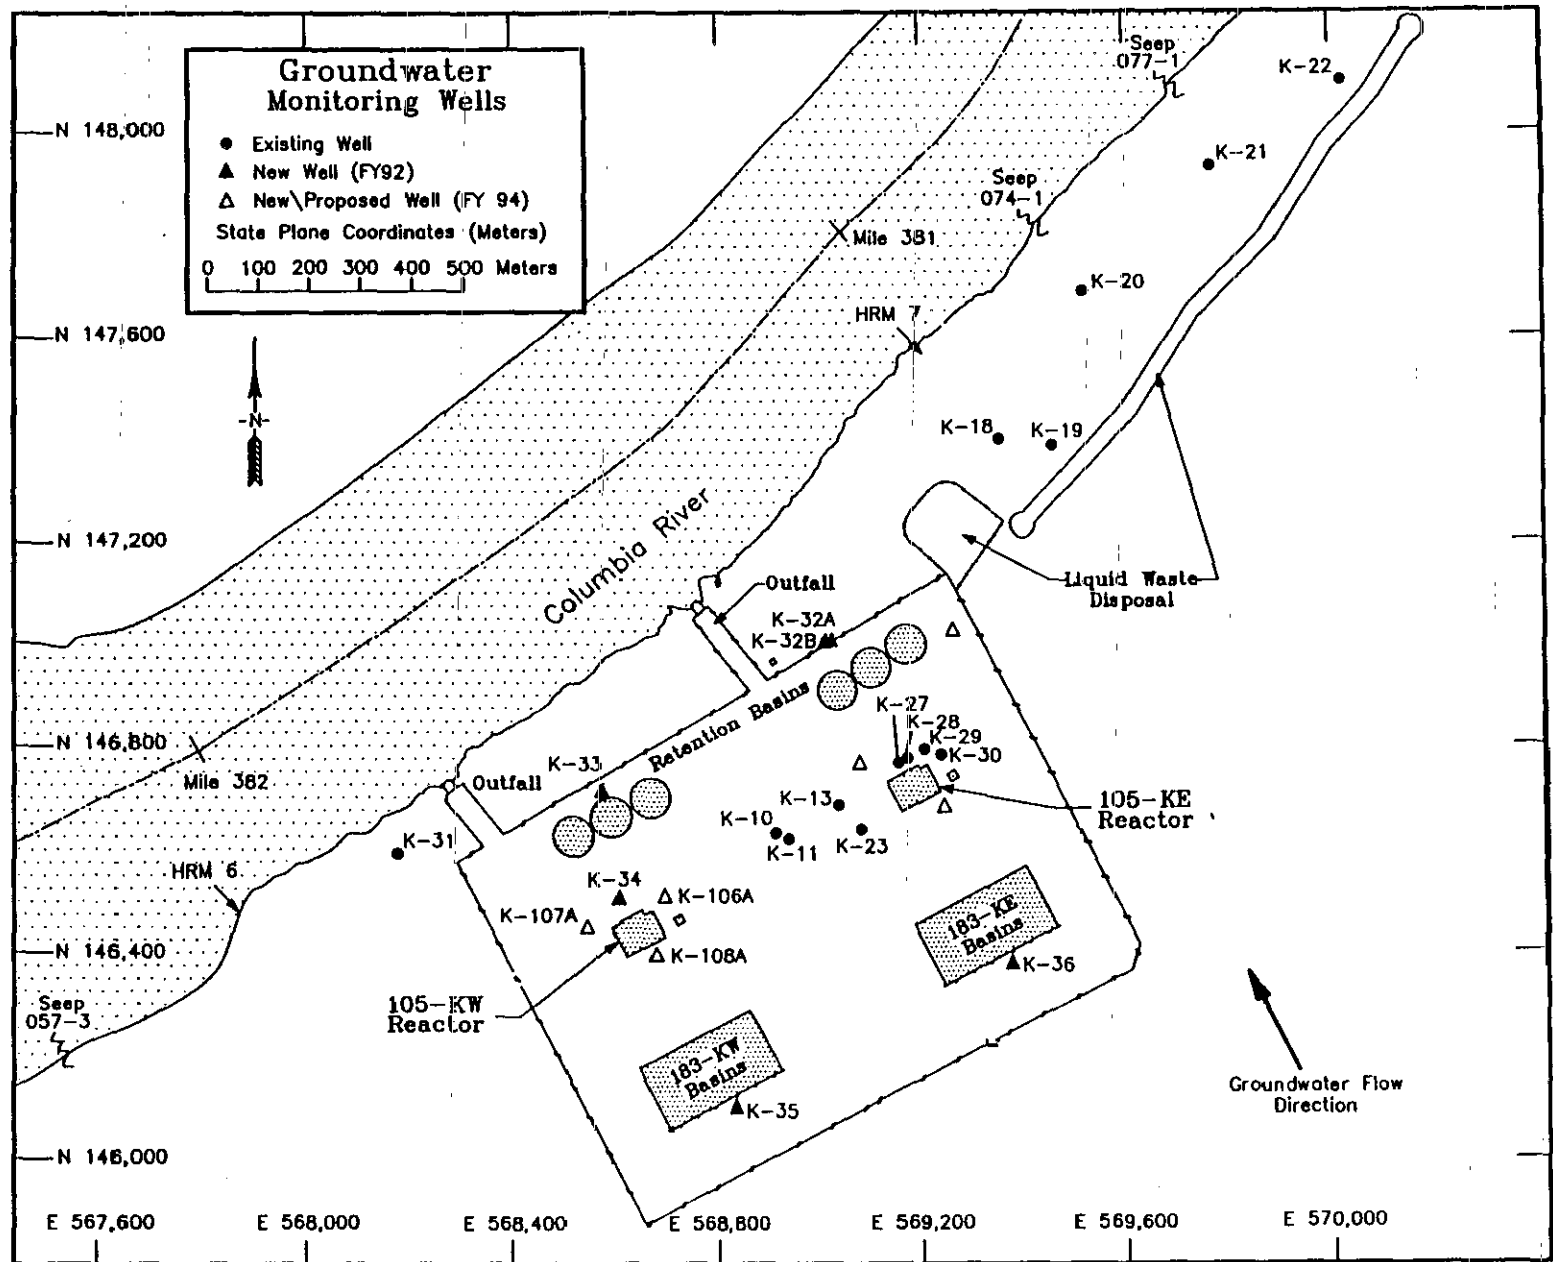 Groundwater
Monitoring Wells
Existing Well
New Well (FY92)
New\Proposed Well (FY 94)
State Plane Coordinates (Meters)
0 100 200 300 400 500 Meters
N 148,000
N 147,600
N 147,200
N 146,800
N 146,400
N 146,000
-N-
Seep
077-1
K-22
K-21
Seep
074-1
Mile 381
K-20
HRM 7
K-18
K-19
Columbia River
Outfall
Liquid Waste
Disposal
K-32A
K-32B
Retention Basins
K-27
K-28
K-29
K-30
Mile 382
Outfall
K-33
K-13
105-KE
Reactor
K-10
K-11
K-23
K-31
HRM 6
K-34
K-106A
K-107A
K-108A
183-KE
Basins
K-36
Seep
057-3
105-KW
Reactor
183-KW
Basins
K-35
Groundwater Flow
Direction
E 567,600
E 568,000
E 568,400
E 568,800
E 569,200
E 569,600
E 570,000